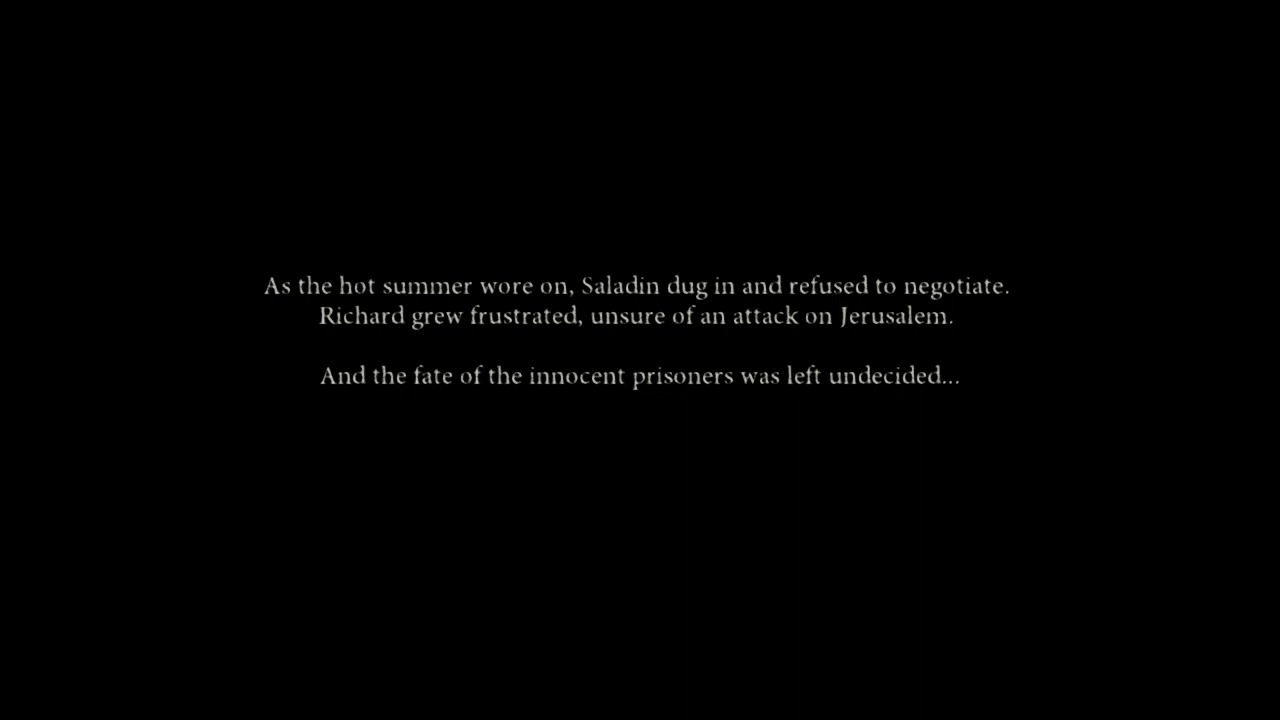 As the hot summer wore on, Saladin dug in and refused to negotiate.
Richard grew frustrated, unsure of an attack on Jerusalem.
And the fate of the innocent prisoners was left undecided...